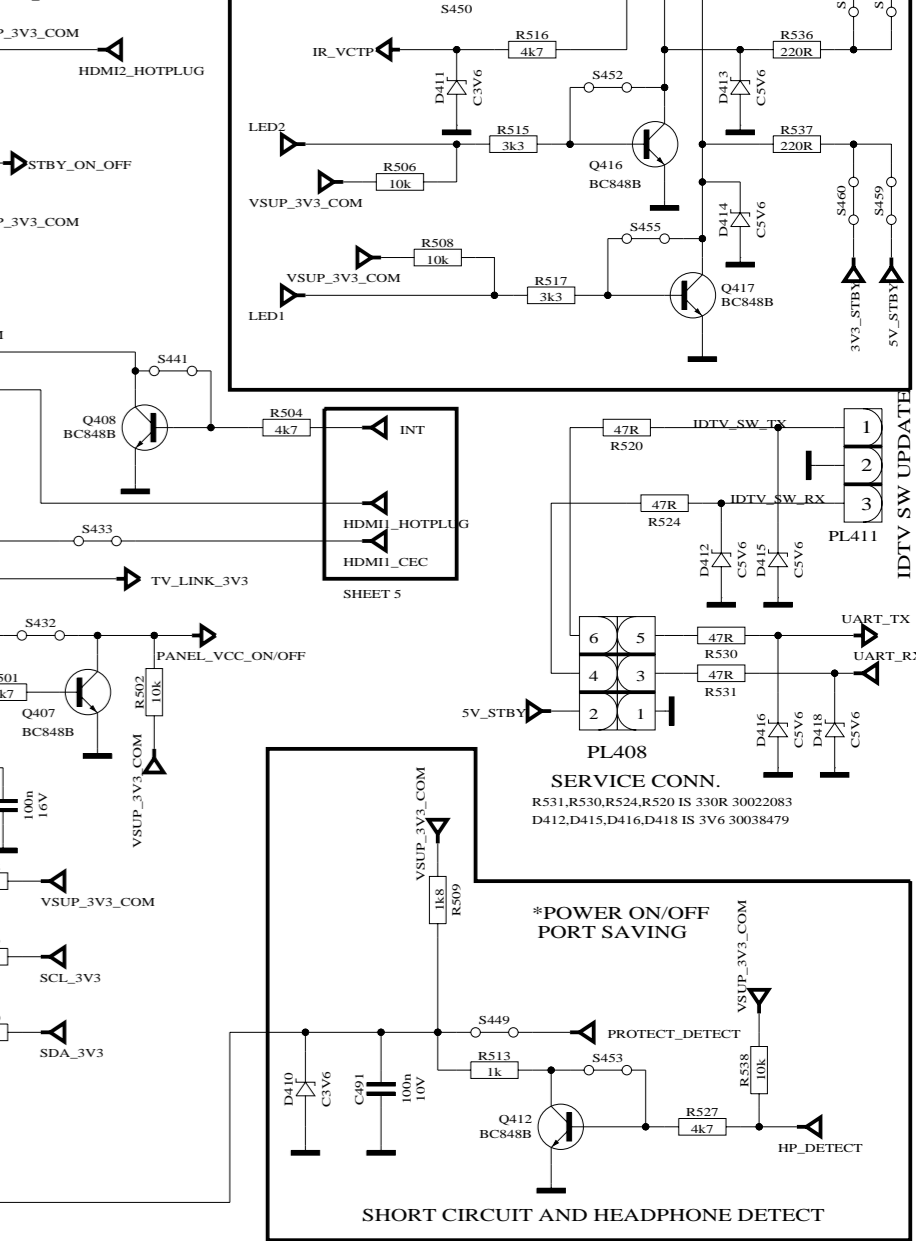 S450
P_3V3_COM
HDMI2_HOTPLUG
IR_VCTP
R516
4k7
D411
C3V6
S452
R536
220R
D413
C5V6
LED2
R515
3k3
Q416
BC848B
R537
220R
STBY_ON_OFF
R506
10k
VSUP_3V3_COM
P_3V3_COM
D414
C5V6
S460
S459
S455
R508
10k
VSUP_3V3_COM
R517
3k3
Q417
BC848B
LED1
3V3_STBY
5V_STBY
S441
Q408
BC848B
R504
4k7
INT
HDMI1_HOTPLUG
HDMI1_CEC
SHEET 5
S433
TV_LINK_3V3
47R
R520
IDTV_SW_TX
47R
R524
IDTV_SW_RX
1
2
3
PL411
IDTV SW UPDATE
D412
C5V6
D415
C5V6
S432
PANEL_VCC_ON/OFF
501
k7
Q407
BC848B
R502
10k
VSUP_3V3_COM
6 5
4 3
2 1
5V_STBY
PL408
47R
R530
47R
R531
UART_TX
UART_RX
D416
C5V6
D418
C5V6
SERVICE CONN.
R531,R530,R524,R520 IS 330R 30022083
D412,D415,D416,D418 IS 3V6 30038479
100n
16V
VSUP_3V3_COM
SCL_3V3
SDA_3V3
VSUP_3V3_COM
1k8
R509
*POWER ON/OFF
PORT SAVING
VSUP_3V3_COM
S449
PROTECT_DETECT
R513
1k
S453
R538
10k
D410
C3V6
C491
100n
10V
Q412
BC848B
R527
4k7
HP_DETECT
SHORT CIRCUIT AND HEADPHONE DETECT